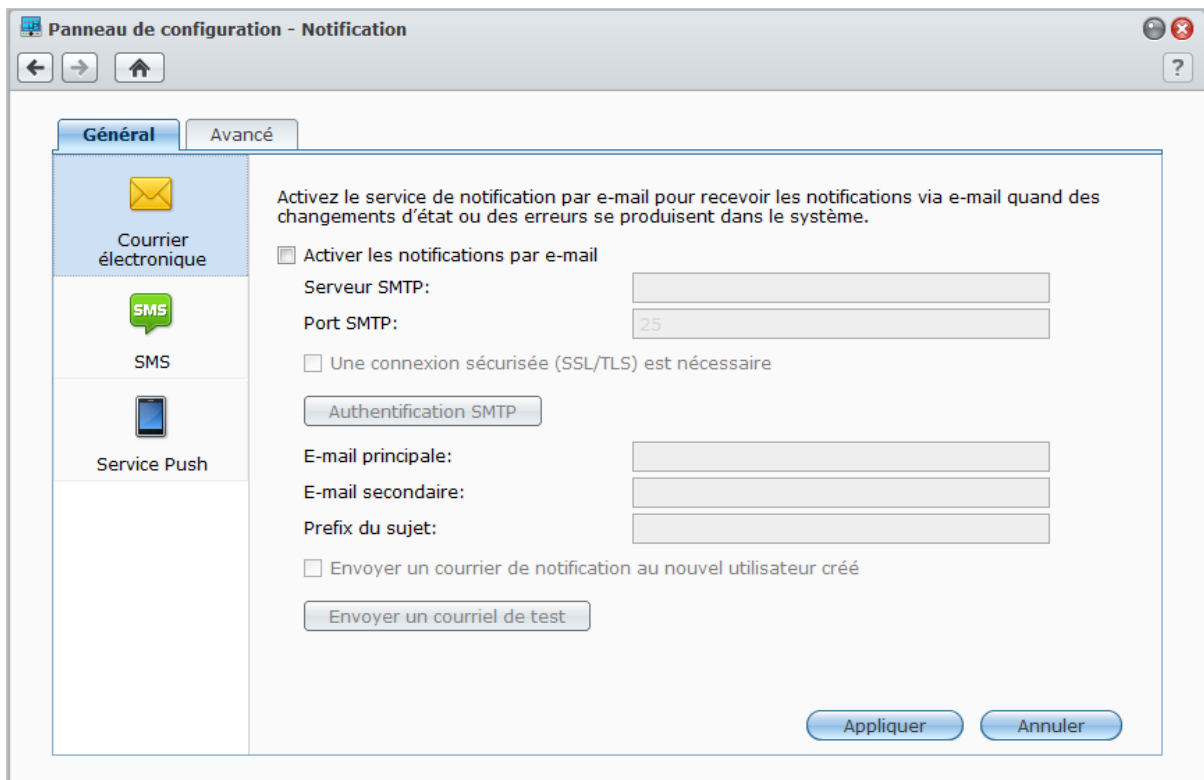 Panneau de configuration - Notification
?
Général
Avancé
Courrier
électronique
SMS
SMS
Service Push
Activez le service de notification par e-mail pour recevoir les notifications via e-mail quand des
changements d'état ou des erreurs se produisent dans le système.
Activer les notifications par e-mail
Serveur SMTP:
Port SMTP: 25
Une connexion sécurisée (SSL/TLS) est nécessaire
Authentification SMTP
E-mail principale:
E-mail secondaire:
Prefix du sujet:
Envoyer un courrier de notification au nouvel utilisateur créé
Envoyer un courriel de test
Appliquer
Annuler